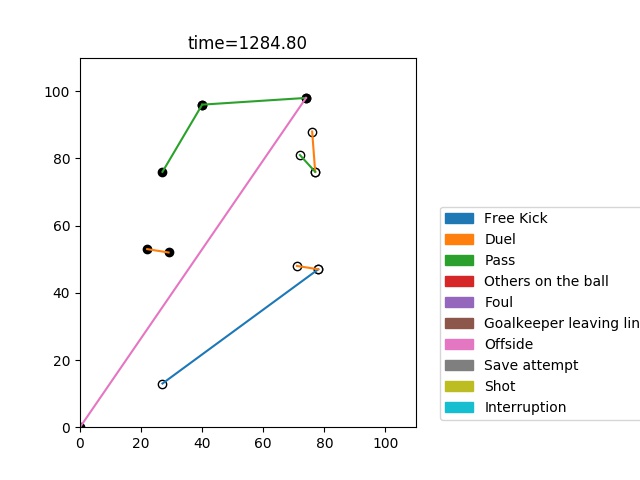 time=1284.80
100
80
60
40
20
0
0 20 40 60 80 100
Free Kick
Duel
Pass
Others on the ball
Foul
Goalkeeper leaving lin
Offside
Save attempt
Shot
Interruption